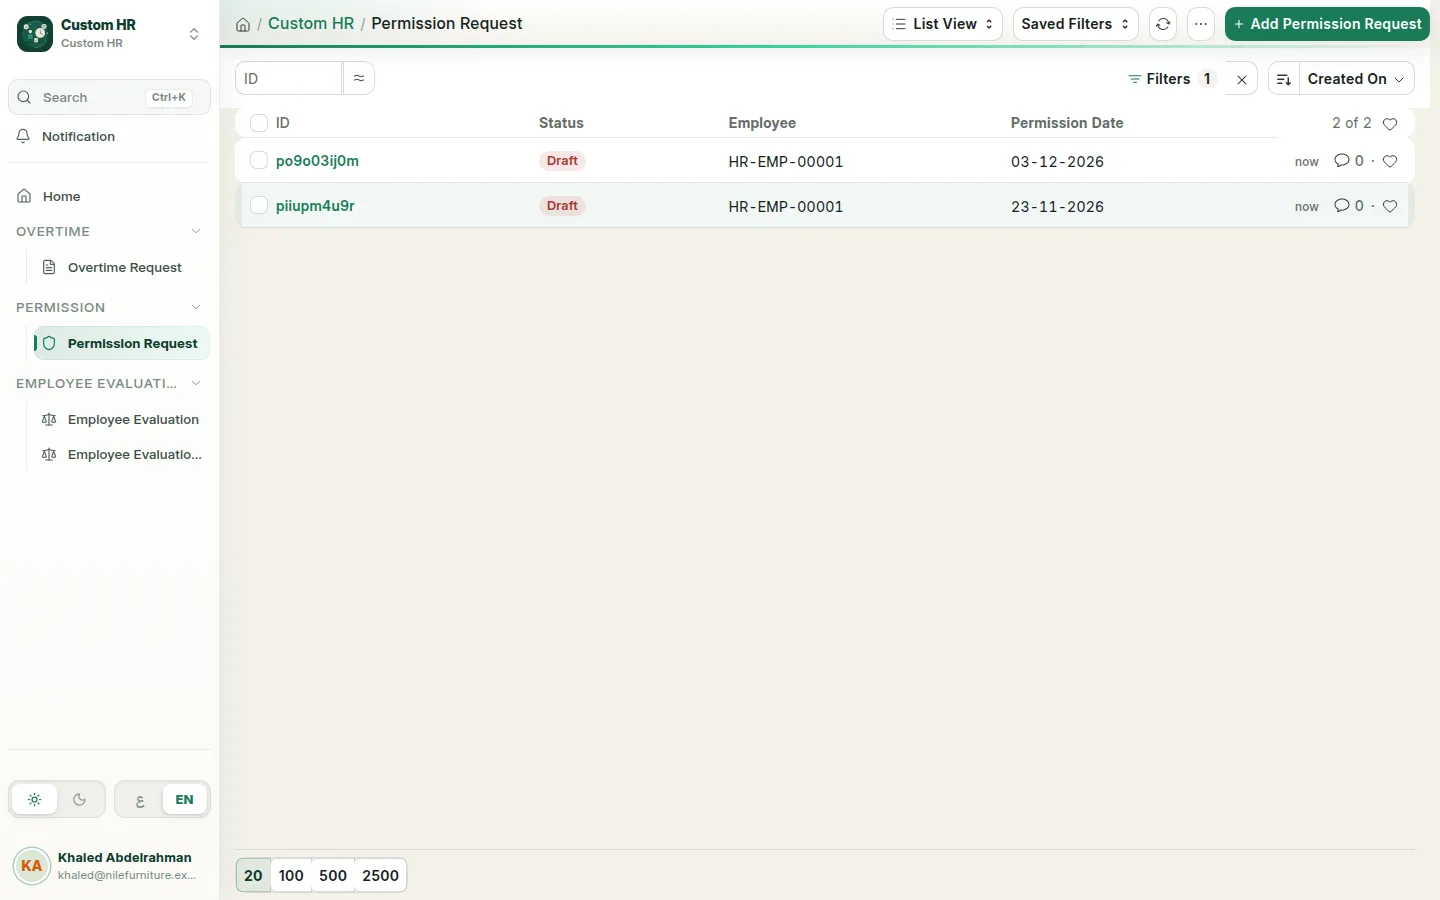 Custom HR
Custom HR
Search Ctrl+K
Notification
Home
OVERTIME
Overtime Request
PERMISSION
Permission Request
EMPLOYEE EVALUATI...
Employee Evaluation
Employee Evaluatio...
ع EN
KA
Khaled Abdelrahman
khaled@nilefurniture.ex...
/ Custom HR / Permission Request
List View Saved Filters ... + Add Permission Request
ID ≈ Filters 1 × Created On
ID Status Employee Permission Date 2 of 2
po9o03ij0m Draft HR-EMP-00001 03-12-2026 now 0 ·
piiupm4u9r Draft HR-EMP-00001 23-11-2026 now 0 ·
20 100 500 2500